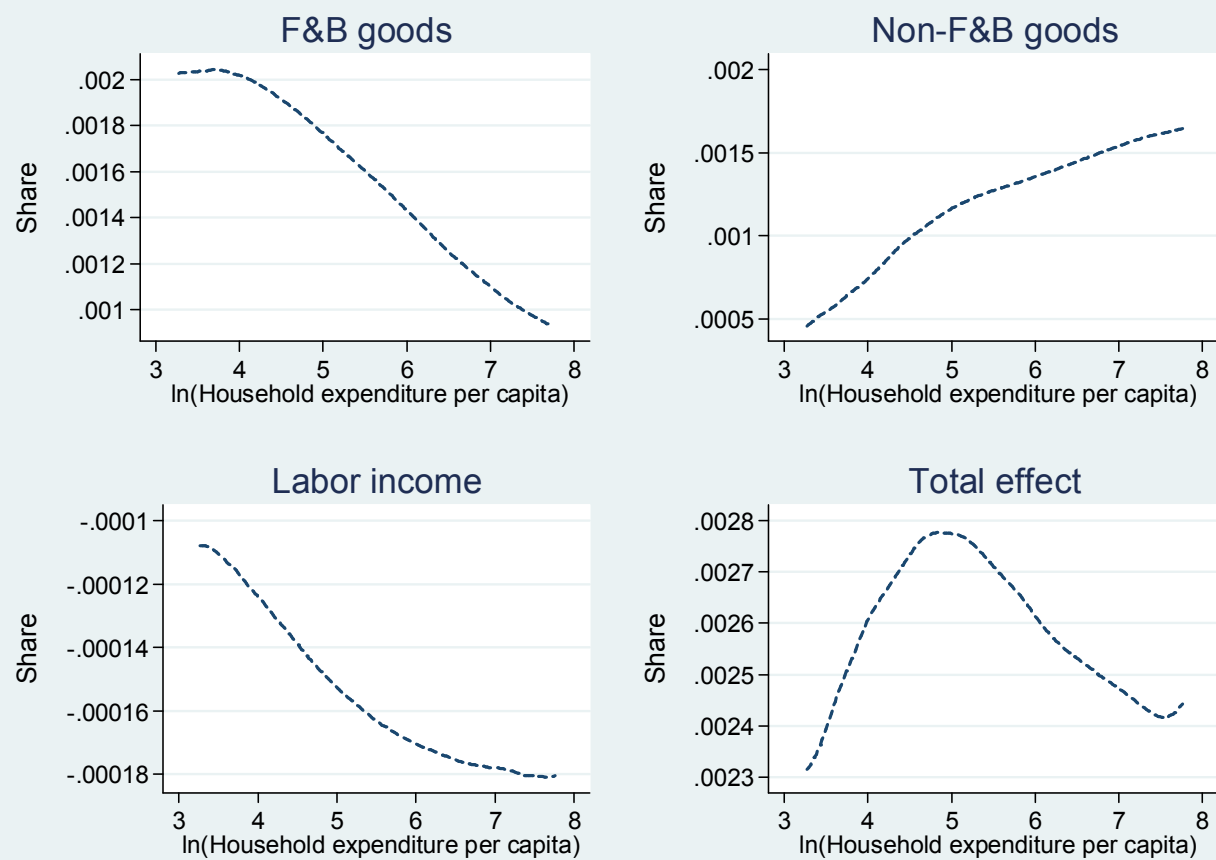 F&B goods
Share
.002
.0018
.0016
.0014
.0012
.001
3 4 5 6 7 8
ln(Household expenditure per capita)
Non-F&B goods
Share
.002
.0015
.001
.0005
3 4 5 6 7 8
ln(Household expenditure per capita)
Labor income
Share
-.0001
-.00012
-.00014
-.00016
-.00018
3 4 5 6 7 8
ln(Household expenditure per capita)
Total effect
Share
.0028
.0027
.0026
.0025
.0024
.0023
3 4 5 6 7 8
ln(Household expenditure per capita)